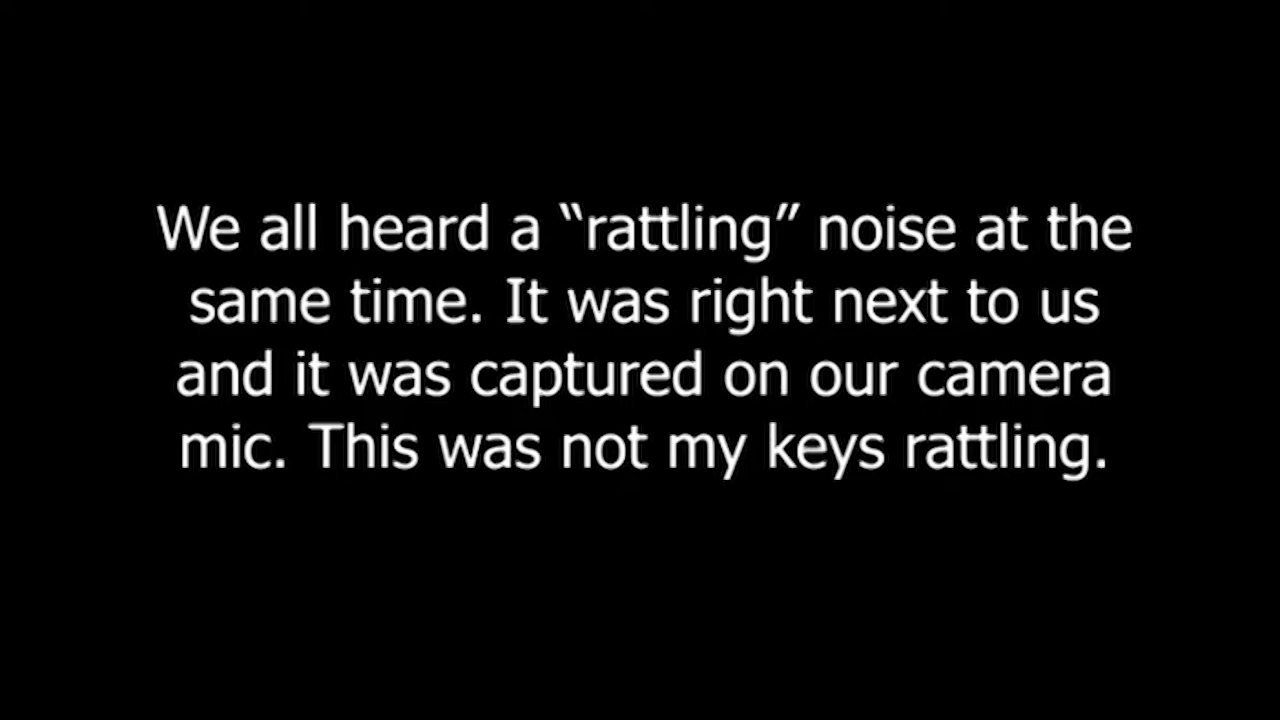 We all heard a “rattling” noise at the
same time. It was right next to us
and it was captured on our camera
mic. This was not my keys rattling.